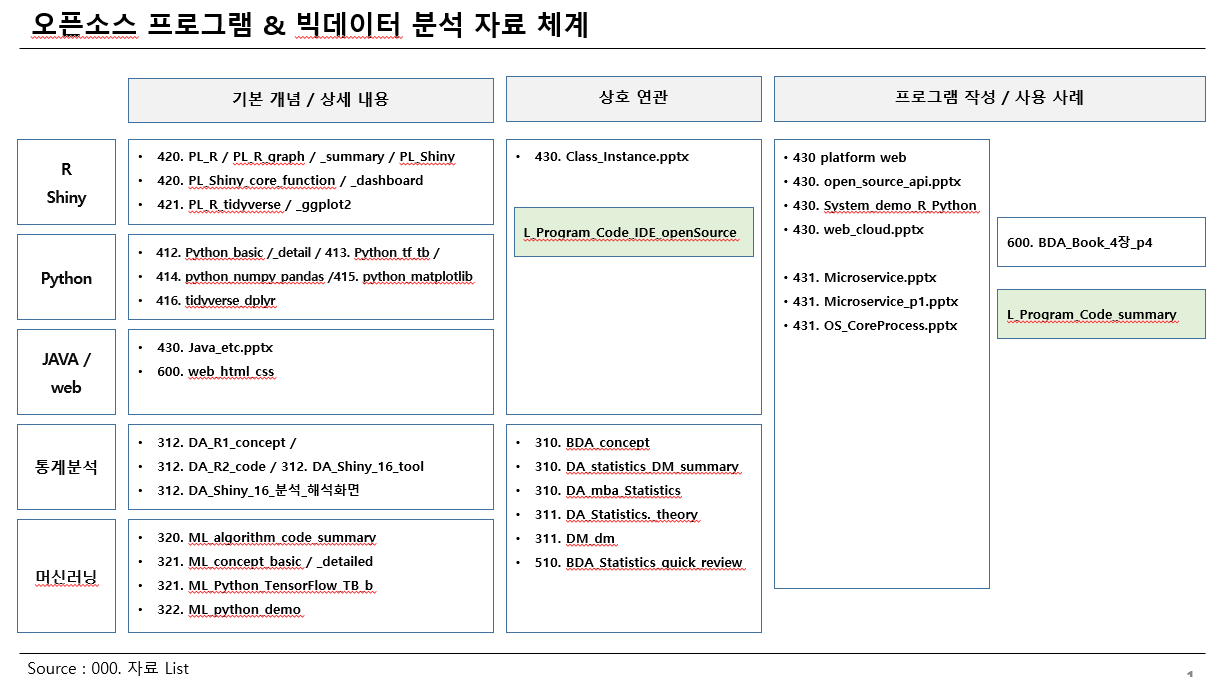 오픈소스 프로그램 & 빅데이터 분석 자료 체계
기본 개념 / 상세 내용
상호 연관
프로그램 작성 / 사용 사례
R
Shiny
• 420. PL_R / PL_R_graph / _summary / PL_Shiny
• 420. PL_Shiny_core_function / _dashboard
• 421. PL_R_tidyverse / _ggplot2
Python
• 412. Python_basic /_detail / 413. Python_tf_tb /
• 414. python_numpy_pandas /415. python_matplotlib
• 416. tidyverse_dplyr
JAVA /
web
• 430. Java_etc.pptx
• 600. web_html_css
통계분석
• 312. DA_R1_concept /
• 312. DA_R2_code / 312. DA_Shiny_16_tool
• 312. DA_Shiny_16_분석_해석화면
머신러닝
• 320. ML_algorithm_code_summary
• 321. ML_concept_basic / _detailed
• 321. ML_Python_TensorFlow_TB_b
• 322. ML_python_demo
• 430. Class_Instance.pptx
L_Program_Code_IDE_openSource
• 310. BDA_concept
• 310. DA_statistics_DM_summary
• 310. DA_mba_Statistics
• 311. DA_Statistics._theory
• 311. DM_dm
• 510. BDA_Statistics_quick_review
• 430 platform web
• 430. open_source_api.pptx
• 430. System_demo_R_Python
• 430. web_cloud.pptx
• 431. Microservice.pptx
• 431. Microservice_p1.pptx
• 431. OS_CoreProcess.pptx
600. BDA_Book_4장_p4
L_Program_Code_summary
Source : 000. 자료 List
1